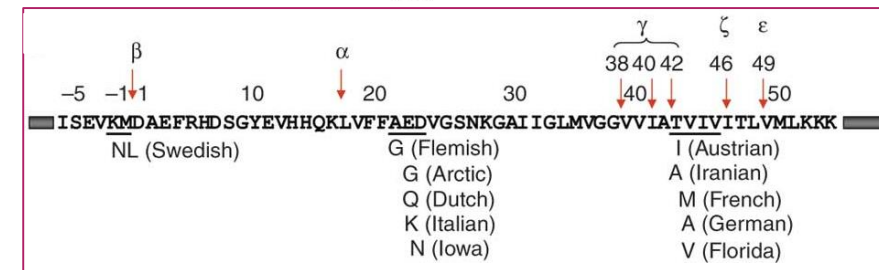 γ ζ ε
β α 38 40 42 46 49
–5 –1 1 10 20 30 40 50
ISEVKMDAEFRHDSGYEVHHQKLVFFAEDVGSNKGAIIGLMVGGVVIATVIVITLVMLKKK
NL (Swedish) G (Flemish) I (Austrian)
G (Arctic) A (Iranian)
Q (Dutch) M (French)
K (Italian) A (German)
N (Iowa) V (Florida)